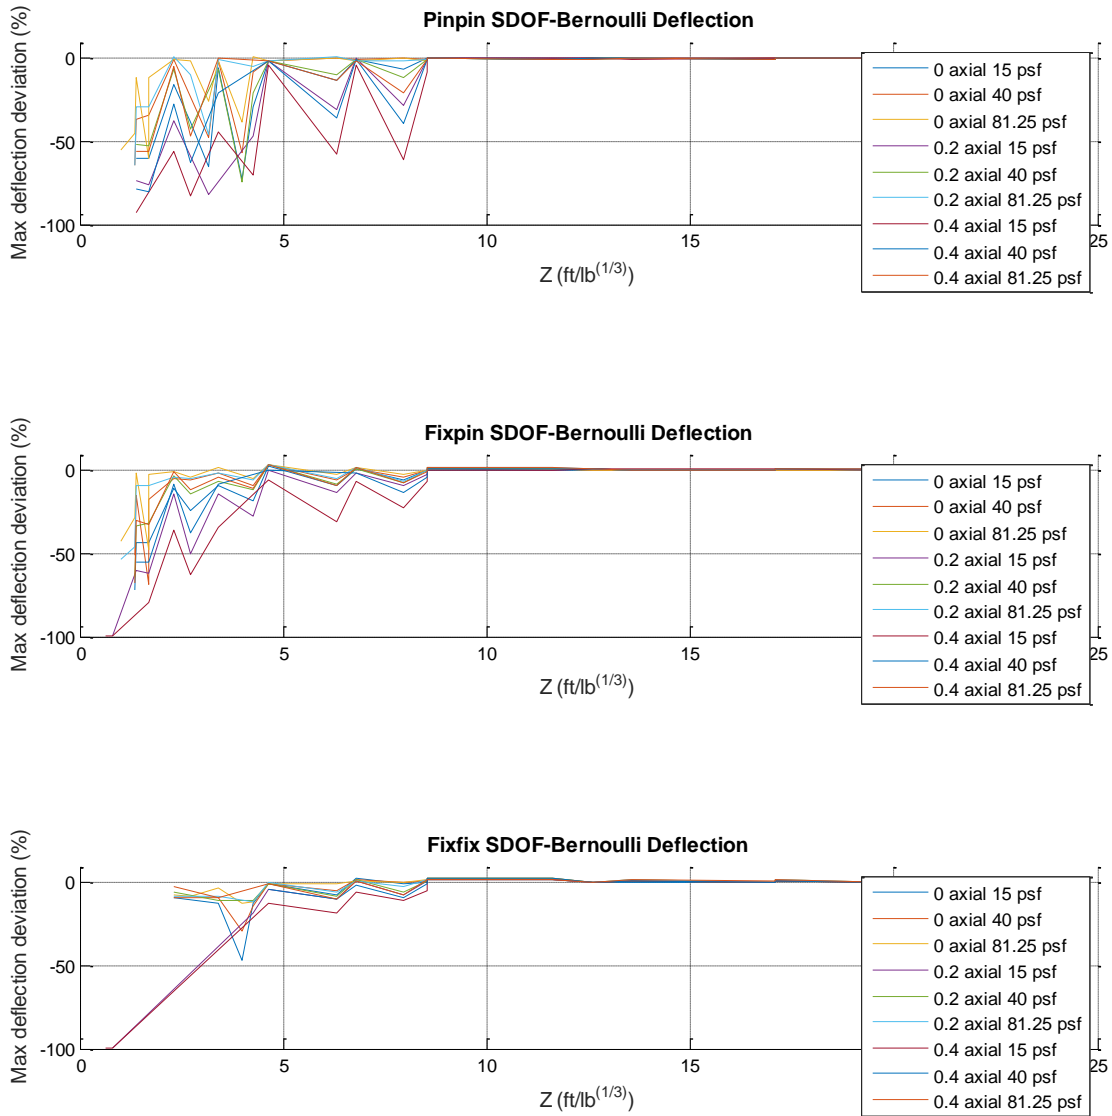 Pinpin SDOF-Bernoulli Deflection
Max deflection deviation (%)
0
-50
-100
0 5 10 15 25
Z (ft/lb^(1/3))
0 axial 15 psf
0 axial 40 psf
0 axial 81.25 psf
0.2 axial 15 psf
0.2 axial 40 psf
0.2 axial 81.25 psf
0.4 axial 15 psf
0.4 axial 40 psf
0.4 axial 81.25 psf
Fixpin SDOF-Bernoulli Deflection
Max deflection deviation (%)
0
-50
-100
0 5 10 15 25
Z (ft/lb^(1/3))
0 axial 15 psf
0 axial 40 psf
0 axial 81.25 psf
0.2 axial 15 psf
0.2 axial 40 psf
0.2 axial 81.25 psf
0.4 axial 15 psf
0.4 axial 40 psf
0.4 axial 81.25 psf
Fixfix SDOF-Bernoulli Deflection
Max deflection deviation (%)
0
-50
-100
0 5 10 15 25
Z (ft/lb^(1/3))
0 axial 15 psf
0 axial 40 psf
0 axial 81.25 psf
0.2 axial 15 psf
0.2 axial 40 psf
0.2 axial 81.25 psf
0.4 axial 15 psf
0.4 axial 40 psf
0.4 axial 81.25 psf